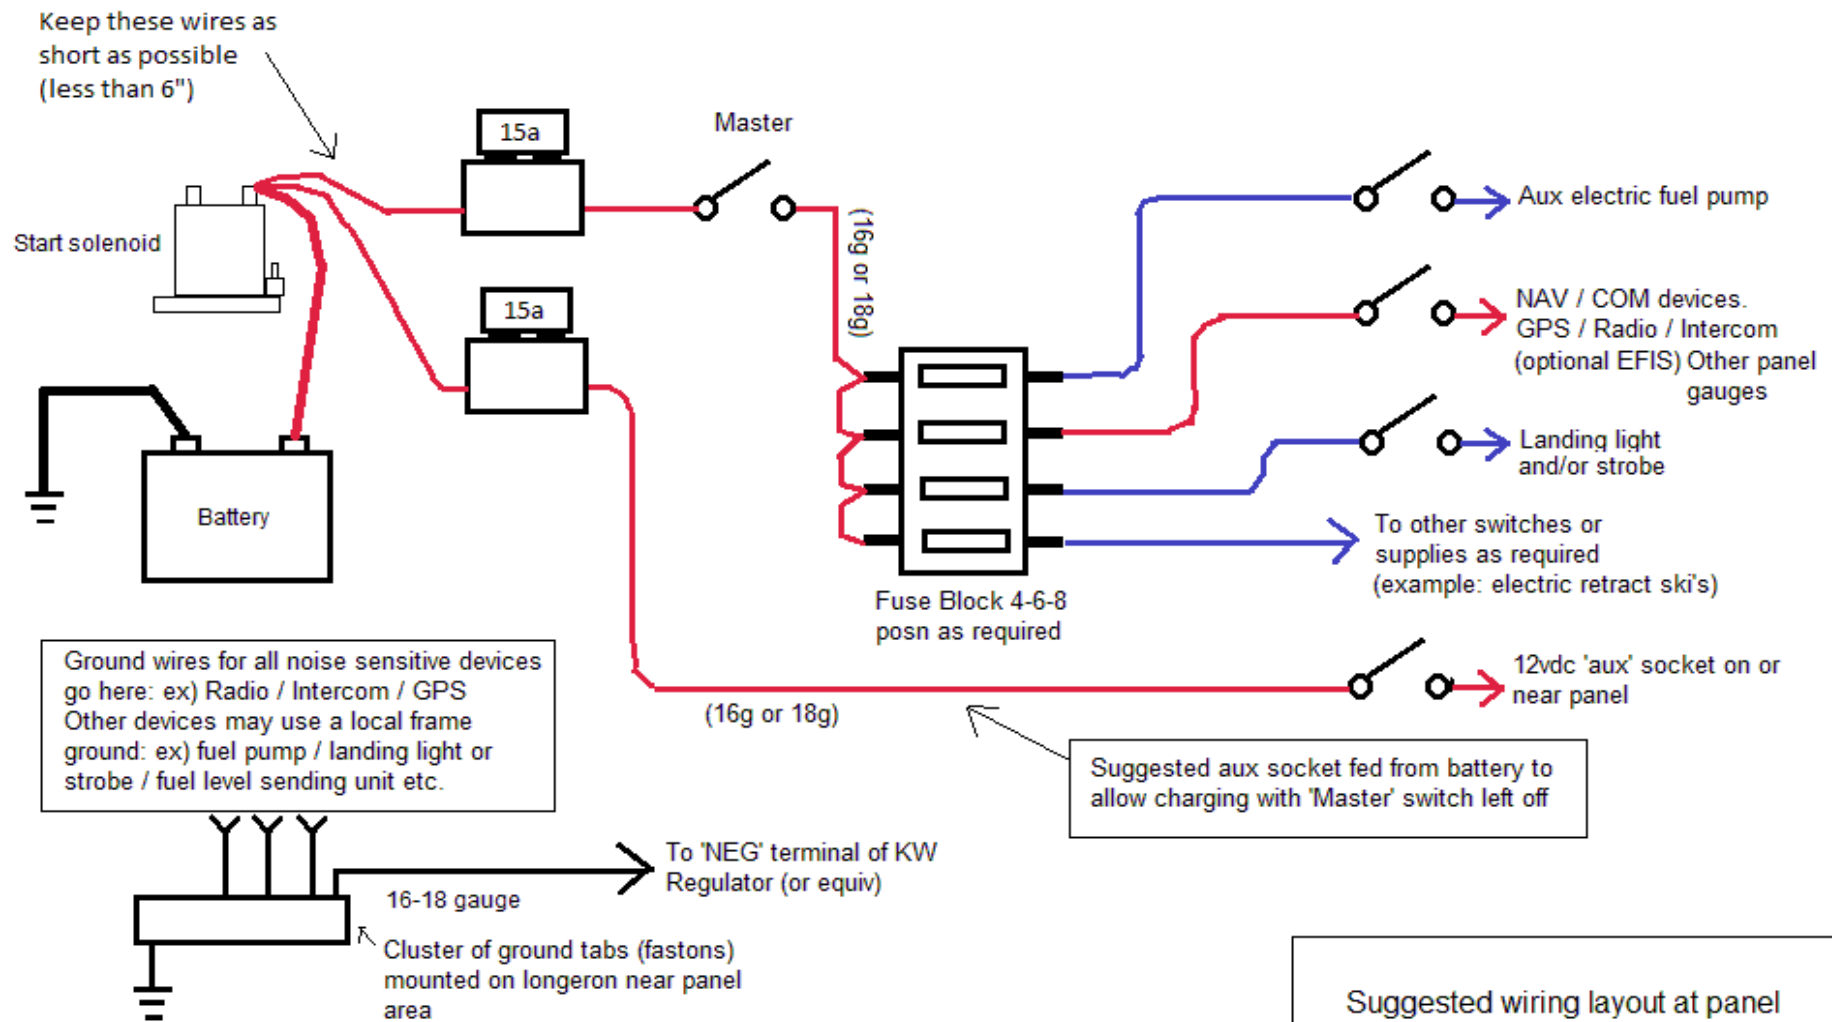 Keep these wires as
short as possible
(less than 6")
15a
Master
Start solenoid
15a
(16g or 18g)
Aux electric fuel pump
NAV / COM devices.
GPS / Radio / Intercom
(optional EFIS) Other panel
gauges
Landing light
and/or strobe
Battery
To other switches or
supplies as required
(example: electric retract ski's)
Fuse Block 4-6-8
posn as required
Ground wires for all noise sensitive devices
go here: ex) Radio / Intercom / GPS
Other devices may use a local frame
ground: ex) fuel pump / landing light or
strobe / fuel level sending unit etc.
12vdc 'aux' socket on or
near panel
(16g or 18g)
Suggested aux socket fed from battery to
allow charging with 'Master' switch left off
To 'NEG' terminal of KW
Regulator (or equiv)
16-18 gauge
Cluster of ground tabs (fastons)
mounted on longeron near panel
area
Suggested wiring layout at panel